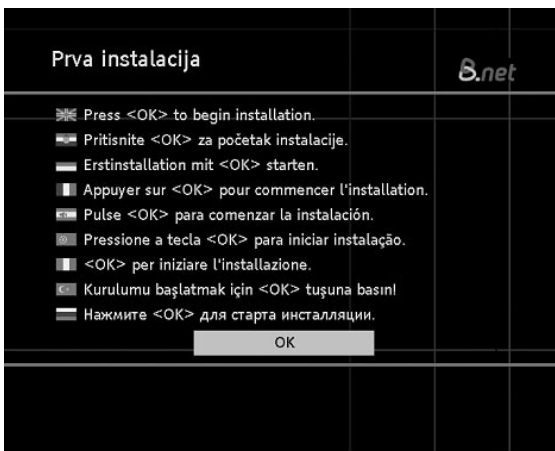 Prva instalacija
B.net
Press <OK> to begin installation.
Pritisnite <OK> za početak instalacije.
Erstinstallation mit <OK> starten.
Appuyer sur <OK> pour commencer l'installation.
Pulse <OK> para comenzar la instalación.
Pressione a tecla <OK> para iniciar instalação.
<OK> per iniziare l'installazione.
Kurulumu başlatmak için <OK> tuşuna basın!
Нажмите <OK> для старта инсталляции.
OK